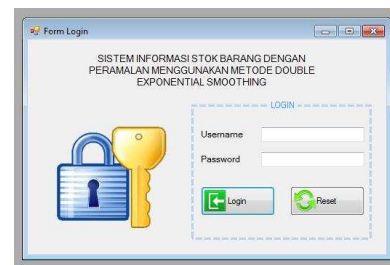 Form Login
SISTEM INFORMASI STOK BARANG DENGAN
PERAMALAN MENGGUNAKAN METODE DOUBLE
EXPONENTIAL SMOOTHING
LOGIN
Username
Password
Login
Reset